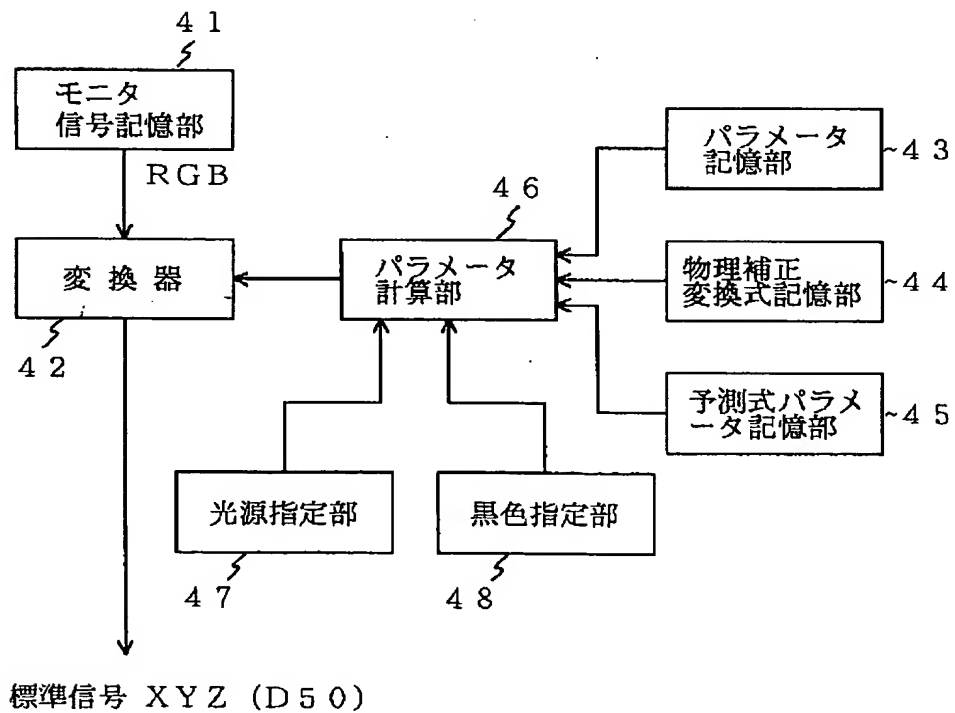 ４１
モニタ
信号記憶部
ＲＧＢ
変換器
４２
４６
パラメータ
計算部
パラメータ
記憶部
~４３
物理補正
変換式記憶部
~４４
予測式パラメ
ータ記憶部
~４５
光源指定部
４７
黒色指定部
４８
標準信号 ＸＹＺ（Ｄ５０）